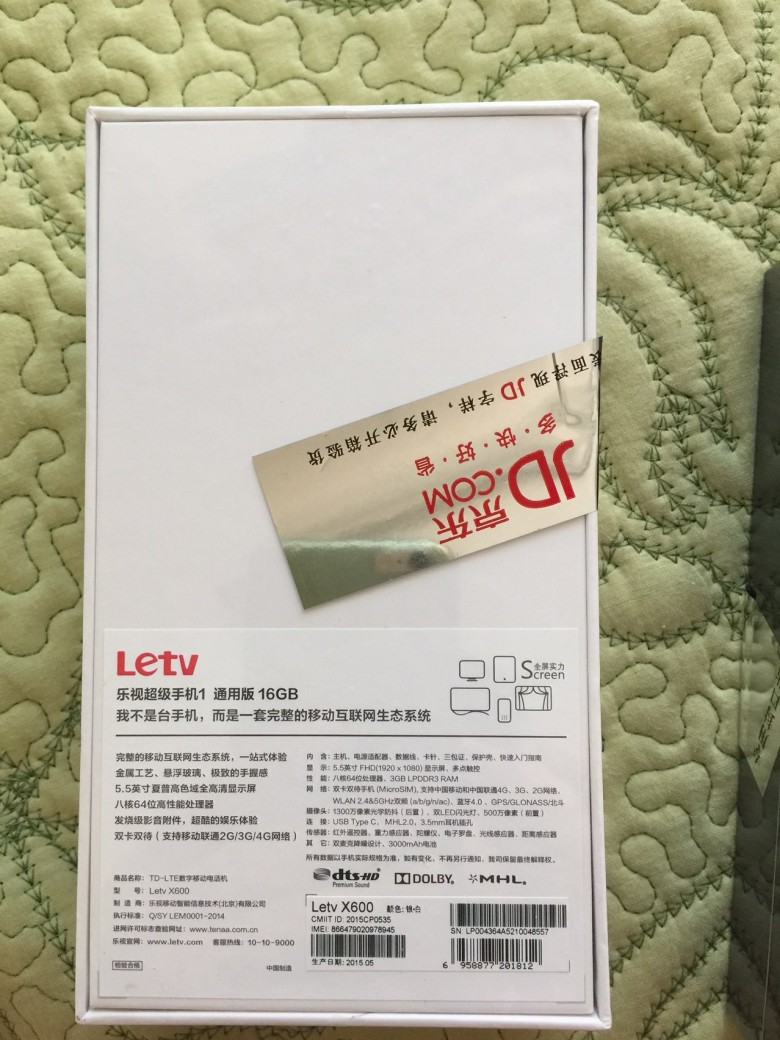 表面浮现 JD 字样，请务必开箱验货
多·快·好·省
JD.COM
京东
Letv
乐视超级手机1 通用版 16GB
我不是台手机，而是一套完整的移动互联网生态系统
全屏实力
Screen
完整的移动互联网生态系统，一站式体验
金属工艺、悬浮玻璃、极致的手握感
5.5英寸夏普高色域全高清显示屏
八核64位高性能处理器
发烧级影音附件，超酷的娱乐体验
双卡双待（支持移动联通2G/3G/4G网络）
内 含：主机、电源适配器、数据线、卡针、三包证、保护壳、快速入门指南
显 示：5.5英寸 FHD(1920 x 1080) 显示屏、多点触控
性 能：八核64位处理器、3GB LPDDR3 RAM
网 络：双卡双待手机 (MicroSIM)，支持中国移动和中国联通4G、3G、2G网络、
WLAN 2.4&5GHz双频 (a/b/g/n/ac)、蓝牙4.0 、GPS/GLONASS/北斗
摄像头：1300万像素光学防抖（后置）、双LED闪光灯、500万像素（前置）
连 接：USB Type C、MHL2.0、3.5mm耳机插孔
传感器：红外遥控器、重力感应器、陀螺仪、电子罗盘、光线感应器、距离感应器
其 它：双麦克降噪设计、3000mAh电池
所有数据以手机实际规格为准，如有变化，不再另行通知，我司保留最终解释权。
dts-HD
Premium Sound
DOLBY.
MHL.
商品名称：TD-LTE数字移动电话机
型 号：Letv X600
制 造 商：乐视移动智能信息技术(北京)有限公司
执行标准：Q/SY LEM0001-2014
进网许可标志查验网址：www.tenaa.com.cn
乐视官网：www.letv.com 客服热线：10-10-9000
检验合格
中国制造
Letv X600 颜色: 银·白
CMIIT ID: 2015CP0535
IMEI: 866479020978945
生产日期: 2015.05
SN: LP004364A5210048557
6 958877 201812